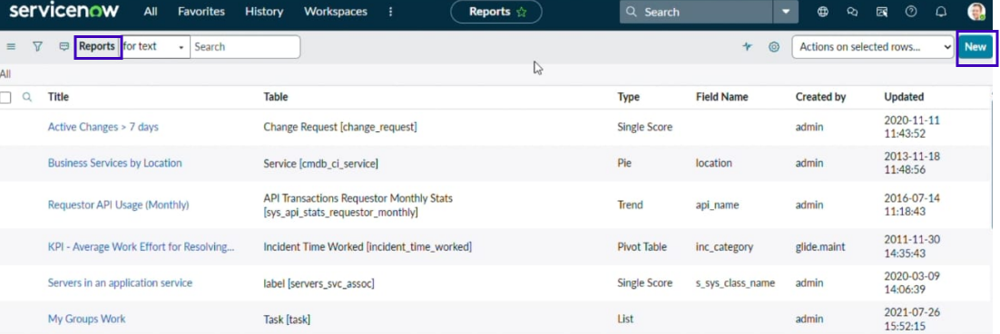 servicenow All Favorites History Workspaces Reports Search
Reports for text Search Actions on selected rows... New
All
Title Table Type Field Name Created by Updated
Active Changes > 7 days Change Request [change_request] Single Score admin 2020-11-11
11:43:52
Business Services by Location Service [cmdb_ci_service] Pie location admin 2013-11-18
11:48:56
Requestor API Usage (Monthly) API Transactions Requestor Monthly Stats
[sys_api_stats_requestor_monthly] Trend api_name admin 2016-07-14
11:18:43
KPI - Average Work Effort for Resolving... Incident Time Worked [incident_time_worked] Pivot Table inc_category glide.maint 2011-11-30
14:35:43
Servers in an application service label [servers_svc_assoc] Single Score s_sys_class_name admin 2020-03-09
14:06:39
My Groups Work Task [task] List admin 2021-07-26
15:52:15